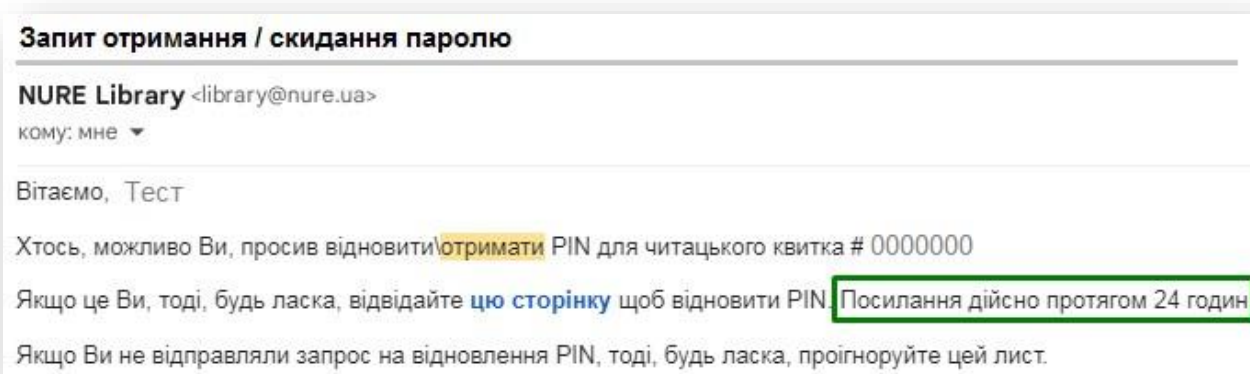 Запит отримання / скидання паролю
NURE Library <library@nure.ua>
кому: мне
Вітаємо, Тест
Хтось, можливо Ви, просив відновити\отримати PIN для читацького квитка # 0000000
Якщо це Ви, тоді, будь ласка, відвідайте цю сторінку щоб відновити PIN. Посилання дійсно протягом 24 годин
Якщо Ви не відправляли запрос на відновлення PIN, тоді, будь ласка, проігноруйте цей лист.